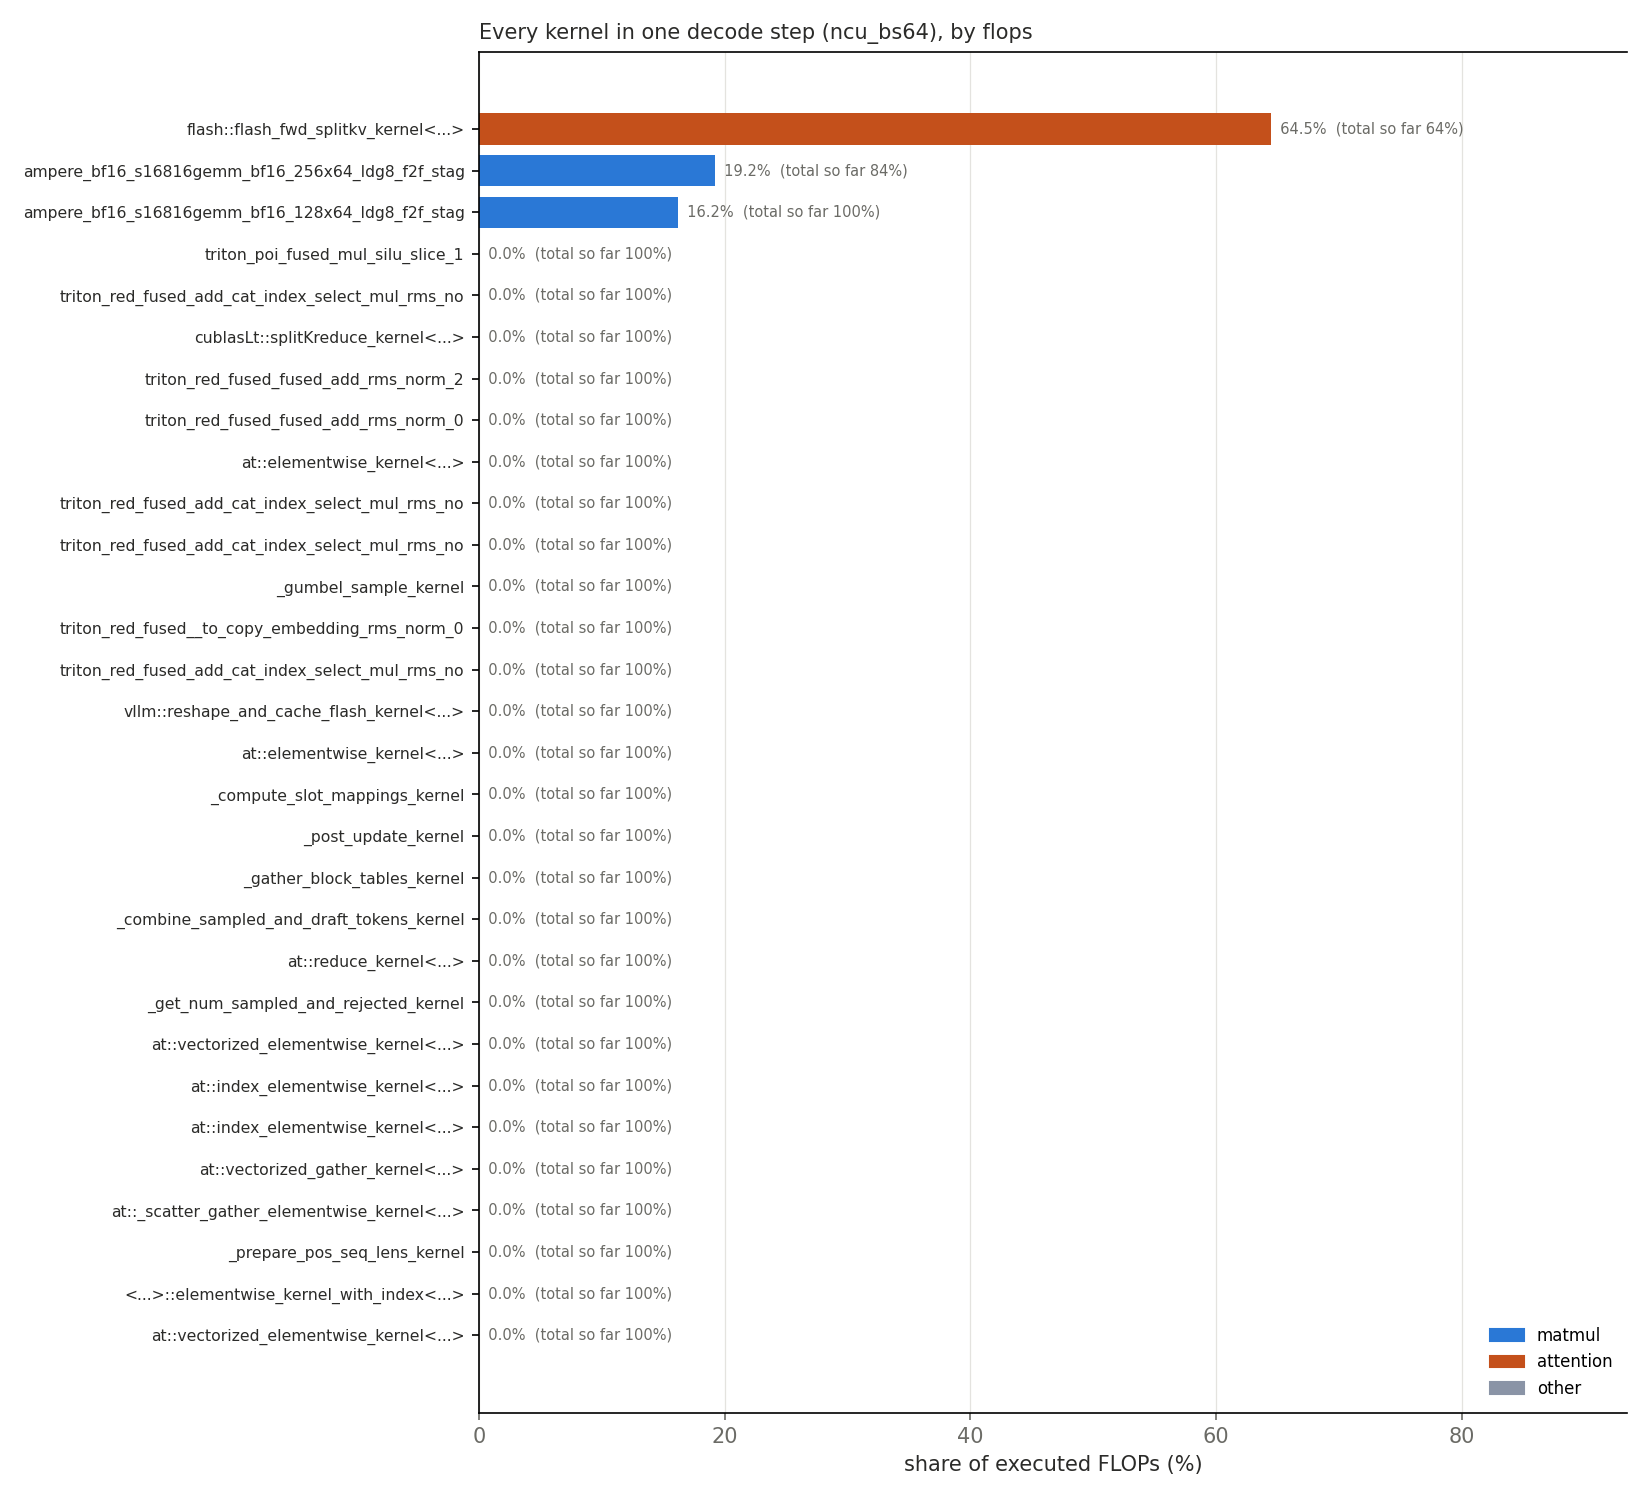 Every kernel in one decode step (ncu_bs64), by flops
flash::flash_fwd_splitkv_kernel<...> 64.5% (total so far 64%)
ampere_bf16_s16816gemm_bf16_256x64_ldg8_f2f_stag 19.2% (total so far 84%)
ampere_bf16_s16816gemm_bf16_128x64_ldg8_f2f_stag 16.2% (total so far 100%)
triton_poi_fused_mul_silu_slice_1 0.0% (total so far 100%)
triton_red_fused_add_cat_index_select_mul_rms_no 0.0% (total so far 100%)
cublasLt::splitKreduce_kernel<...> 0.0% (total so far 100%)
triton_red_fused_fused_add_rms_norm_2 0.0% (total so far 100%)
triton_red_fused_fused_add_rms_norm_0 0.0% (total so far 100%)
at::elementwise_kernel<...> 0.0% (total so far 100%)
triton_red_fused_add_cat_index_select_mul_rms_no 0.0% (total so far 100%)
triton_red_fused_add_cat_index_select_mul_rms_no 0.0% (total so far 100%)
_gumbel_sample_kernel 0.0% (total so far 100%)
triton_red_fused__to_copy_embedding_rms_norm_0 0.0% (total so far 100%)
triton_red_fused_add_cat_index_select_mul_rms_no 0.0% (total so far 100%)
vllm::reshape_and_cache_flash_kernel<...> 0.0% (total so far 100%)
at::elementwise_kernel<...> 0.0% (total so far 100%)
_compute_slot_mappings_kernel 0.0% (total so far 100%)
_post_update_kernel 0.0% (total so far 100%)
_gather_block_tables_kernel 0.0% (total so far 100%)
_combine_sampled_and_draft_tokens_kernel 0.0% (total so far 100%)
at::reduce_kernel<...> 0.0% (total so far 100%)
_get_num_sampled_and_rejected_kernel 0.0% (total so far 100%)
at::vectorized_elementwise_kernel<...> 0.0% (total so far 100%)
at::index_elementwise_kernel<...> 0.0% (total so far 100%)
at::index_elementwise_kernel<...> 0.0% (total so far 100%)
at::vectorized_gather_kernel<...> 0.0% (total so far 100%)
at::_scatter_gather_elementwise_kernel<...> 0.0% (total so far 100%)
_prepare_pos_seq_lens_kernel 0.0% (total so far 100%)
<...>::elementwise_kernel_with_index<...> 0.0% (total so far 100%)
at::vectorized_elementwise_kernel<...> 0.0% (total so far 100%)
matmul
attention
other
0 20 40 60 80
share of executed FLOPs (%)